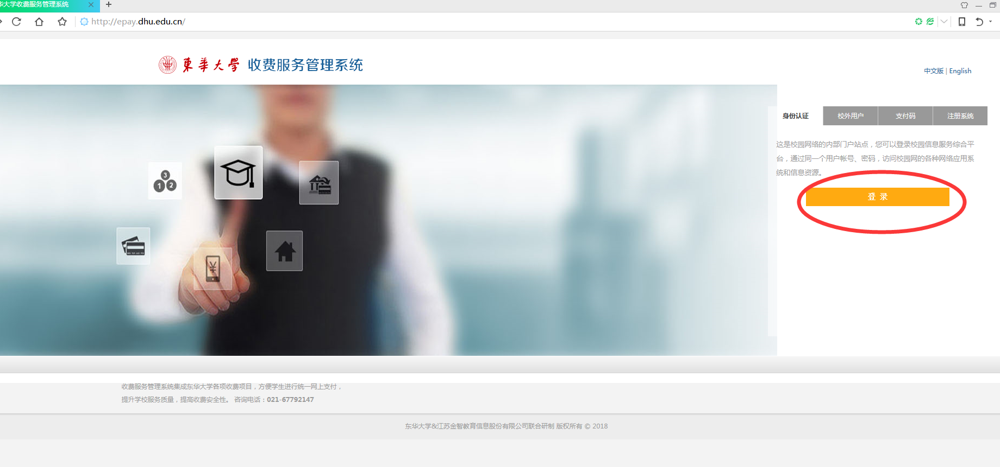 华大学收费服务管理系统
http://epay.dhu.edu.cn/
東華大學 收费服务管理系统
中文版 | English
身份认证 校外用户 支付码 注册系统
这是校园网络的内部门户站点，您可以登录校园信息服务综合平
台，通过同一个用户帐号、密码，访问校园网的各种网络应用系
统和信息资源。
登 录
3
1 2
¥
收费服务管理系统集成东华大学各项收费项目，方便学生进行统一网上支付，
提升学校服务质量，提高收费安全性。 咨询电话：021-67792147
东华大学&江苏金智教育信息股份有限公司联合研制 版权所有 © 2018